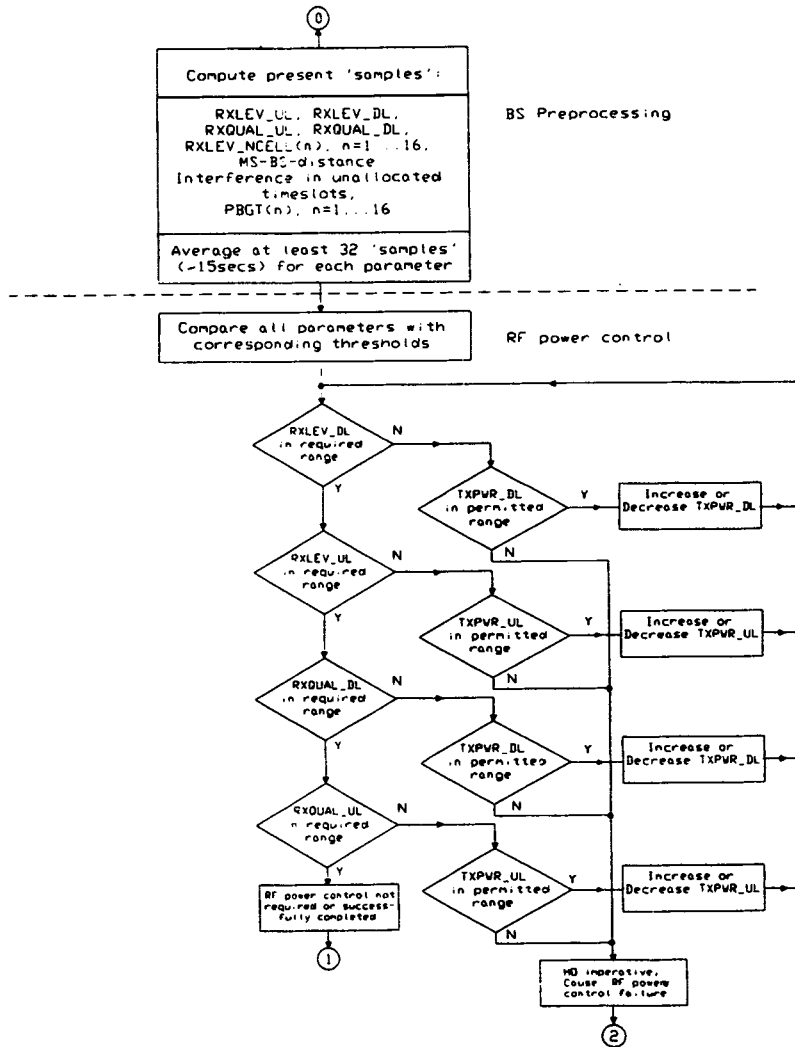 0
Compute present 'samples':
BS Preprocessing
RXLEV_UL, RXLEV_DL,
RXQUAL_UL, RXQUAL_DL,
RXLEV_NCELL(n), n=1...16,
MS-BS-distance
Interference in unallocated
timeslots,
PBGT(n), n=1...16
Average at least 32 'samples'
(~15secs) for each parameter
Compare all parameters with
corresponding thresholds
RF power control
RXLEV_DL
in required
range
N
Y
TXPWR_DL
in permitted
range
Y
N
Increase or
Decrease TXPWR_DL
RXLEV_UL
in required
range
N
Y
TXPWR_UL
in permitted
range
Y
N
Increase or
Decrease TXPWR_UL
RXQUAL_DL
in required
range
N
Y
TXPWR_DL
in permitted
range
Y
N
Increase or
Decrease TXPWR_DL
RXQUAL_UL
in required
range
N
Y
TXPWR_UL
in permitted
range
Y
N
Increase or
Decrease TXPWR_UL
RF power control not
required or success-
fully completed
1
HO imperative,
Cause: RF power
control failure
2